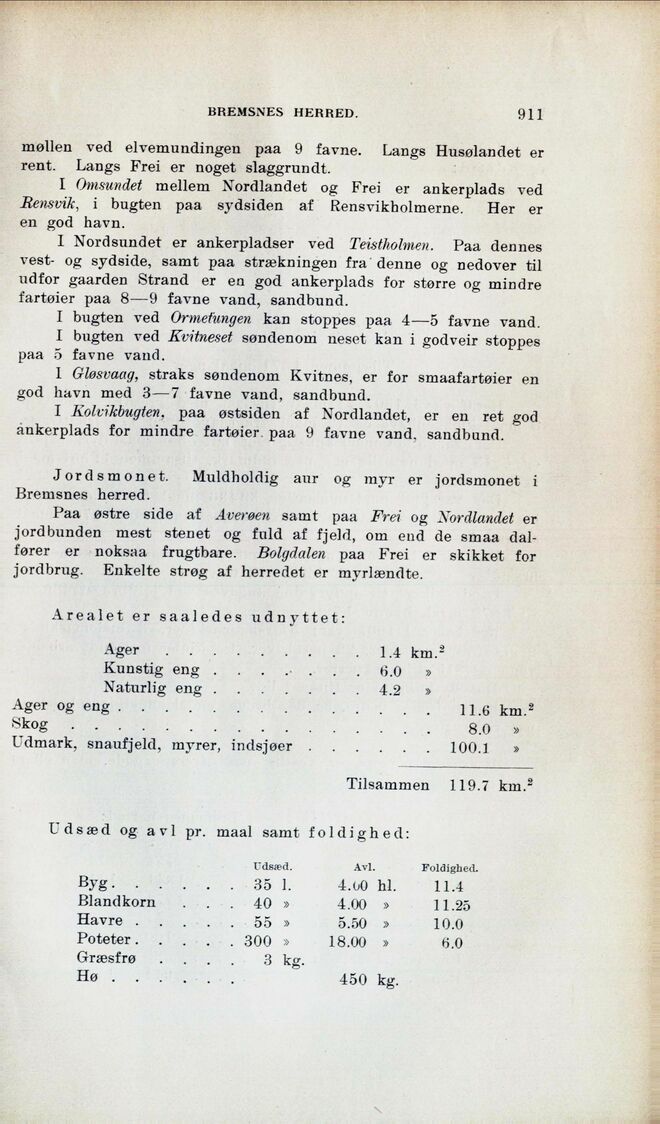 BREMSNES HERRED. 911
møllen ved elvemundingen paa 9 favne. Langs Husølandet er
rent. Langs Frei er noget slaggrundt.
I Omsundet mellem Nordlandet og Frei er ankerplads ved
Rensvik, i bugten paa sydsiden af Rensvikholmerne. Her er
en god havn.
I Nordsundet er ankerpladser ved Teistholmen. Paa dennes
vest- og sydside, samt paa strækningen fra denne og nedover til
udfor gaarden Strand er en god ankerplads for større og mindre
fartøier paa 8—9 favne vand, sandbund.
I bugten ved Ormetungen kan stoppes paa 4—5 favne vand.
I bugten ved Kvitneset søndenom neset kan i godveir stoppes
paa 5 favne vand.
I Gløsvaag, straks søndenom Kvitnes, er for smaafartøier en
god havn med 3—7 favne vand, sandbund.
I Kolvikbugten, paa østsiden af Nordlandet, er en ret god
ankerplads for mindre fartøier. paa 9 favne vand, sandbund.
Jordsmonet. Muldholdig aur og myr er jordsmonet i
Bremsnes herred.
Paa østre side af Averøen samt paa Frei og Nordlandet er
jordbunden mest stenet og fuld af fjeld, om end de smaa dal-
fører er noksaa frugtbare. Bolgdalen paa Frei er skikket for
jordbrug. Enkelte strøg af herredet er myrlændte.
Arealet er saaledes udnyttet:
Ager . . . . . . . . . 1.4 km.²
Kunstig eng . . . . . . . 6.0 »
Naturlig eng . . . . . . . 4.2 »
Ager og eng . . . . . . . . . . . . . . . 11.6 km.²
Skog . . . . . . . . . . . . . . . . . 8.0 »
Udmark, snaufjeld, myrer, indsjøer . . . . . . 100.1 »
Tilsammen 119.7 km.²
Udsæd og avl pr. maal samt foldighed:
Udsæd. Avl. Foldighed.
Byg . . . . . . 35 l. 4.00 hl. 11.4
Blandkorn . . . 40 » 4.00 » 11.25
Havre . . . . . 55 » 5.50 » 10.0
Poteter . . . . . 300 » 18.00 » 6.0
Græsfrø . . . . 3 kg.
Hø . . . . . . 450 kg.